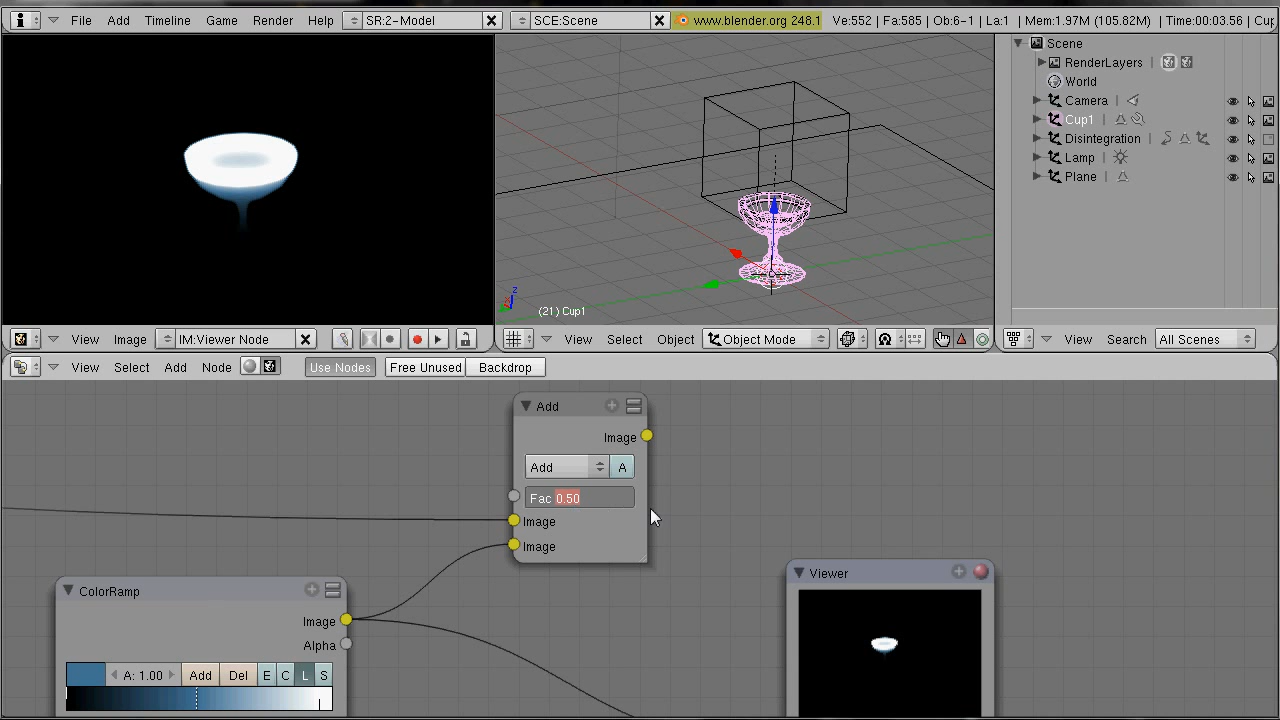 File Add Timeline Game Render Help SR:2-Model SCE:Scene www.blender.org 248.1 Ve:552 | Fa:585 | Ob:6-1 | La:1 | Mem:1.97M (100.82M) | Time:00:03.56 | Cup
Scene
RenderLayers
World
Camera
Cup1
Disintegration
Lamp
Plane
z
x
(21) Cup1
View Image IM:Viewer Node
View Select Object Object Mode
View Search All Scenes
View Select Add Node Use Nodes Free Unused Backdrop
Add
Image
Add A
Fac 0.50
Image
Image
ColorRamp
Image
Alpha
A: 1.00 Add Del E C L S
Viewer